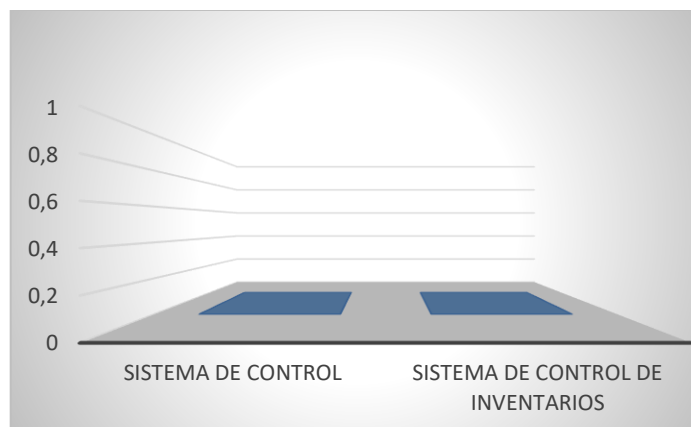 1
0,8
0,6
0,4
0,2
0
SISTEMA DE CONTROL
SISTEMA DE CONTROL DE
INVENTARIOS